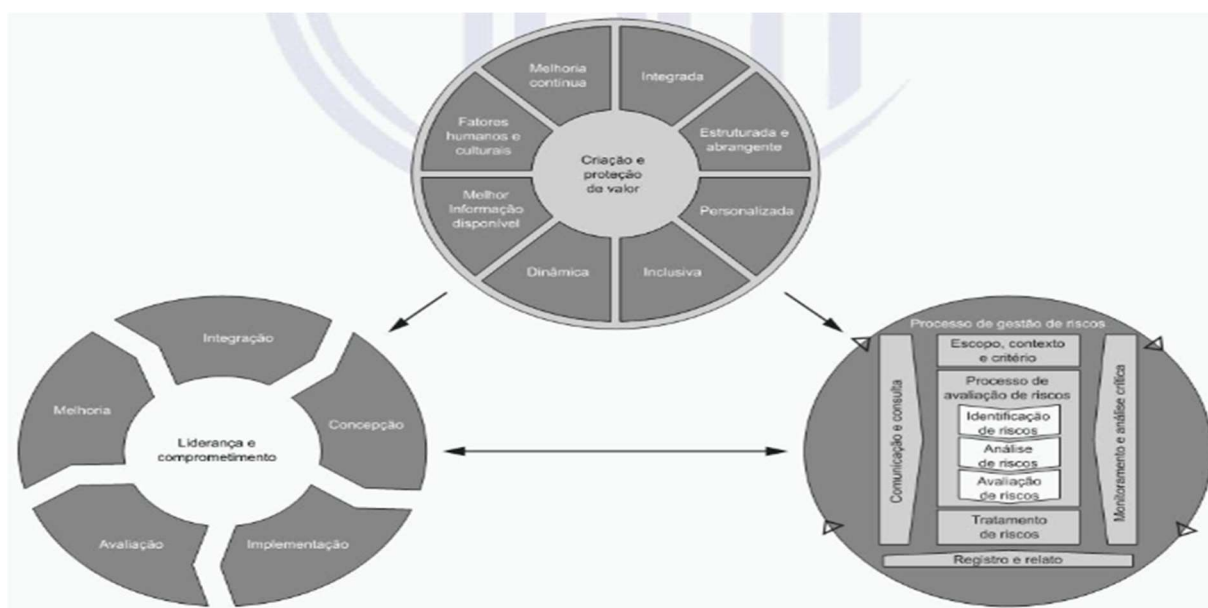 Melhoria
contínua
Integrada
Fatores
humanos e
culturais
Estruturada e
abrangente
Criação e
proteção
de valor
Melhor
Informação
disponível
Personalizada
Dinâmica
Inclusiva
Integração
Melhoria
Concepção
Liderança e
comprometimento
Avaliação
Implementação
Processo de gestão de riscos
Escopo, contexto
e critério
Processo de
avaliação de riscos
Identificação
de riscos
Análise
de riscos
Avaliação
de riscos
Tratamento
de riscos
Comunicação e consulta
Monitoramento e análise crítica
Registro e relato